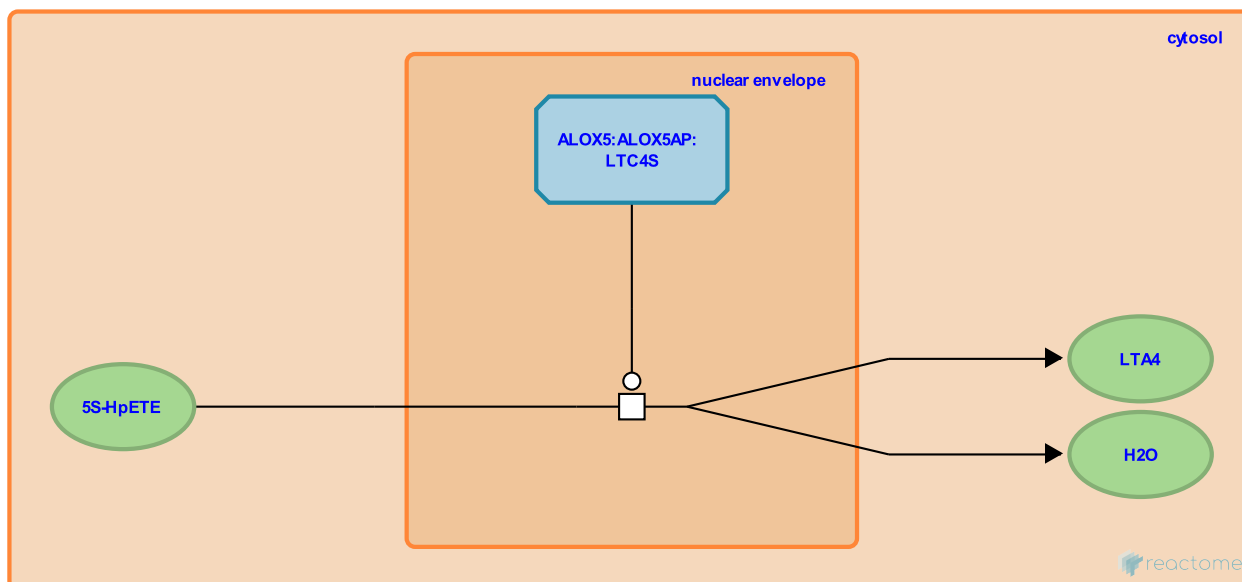 cytosol
nuclear envelope
ALOX5:ALOX5AP:
LTC4S
LTA4
5S-HpETE
H2O
reactome